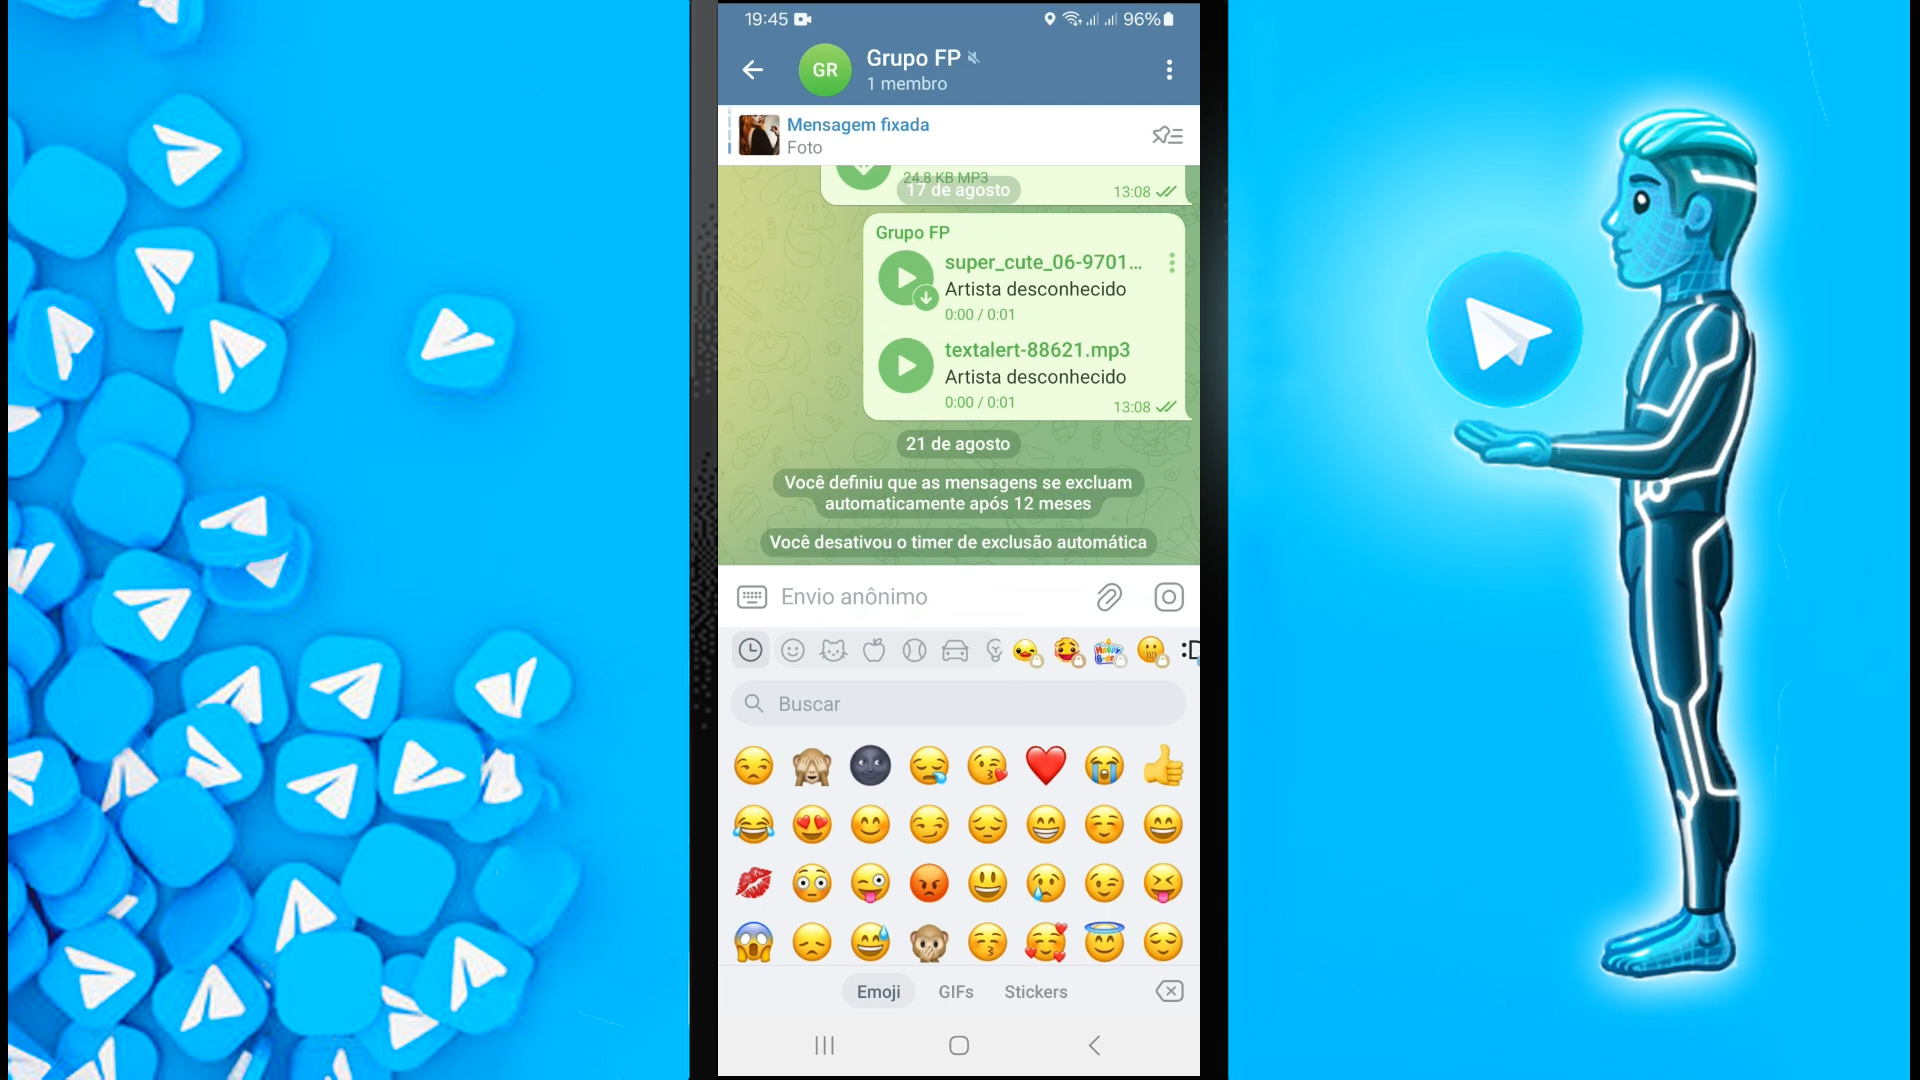 19:45
96%
GR
Grupo FP
1 membro
Mensagem fixada
Foto
24.8 KB MP3
17 de agosto
13:08
Grupo FP
super_cute_06-9701...
Artista desconhecido
0:00 / 0:01
textalert-88621.mp3
Artista desconhecido
0:00 / 0:01
13:08
21 de agosto
Você definiu que as mensagens se excluam
automaticamente após 12 meses
Você desativou o timer de exclusão automática
Envio anônimo
Buscar
Emoji
GIFs
Stickers